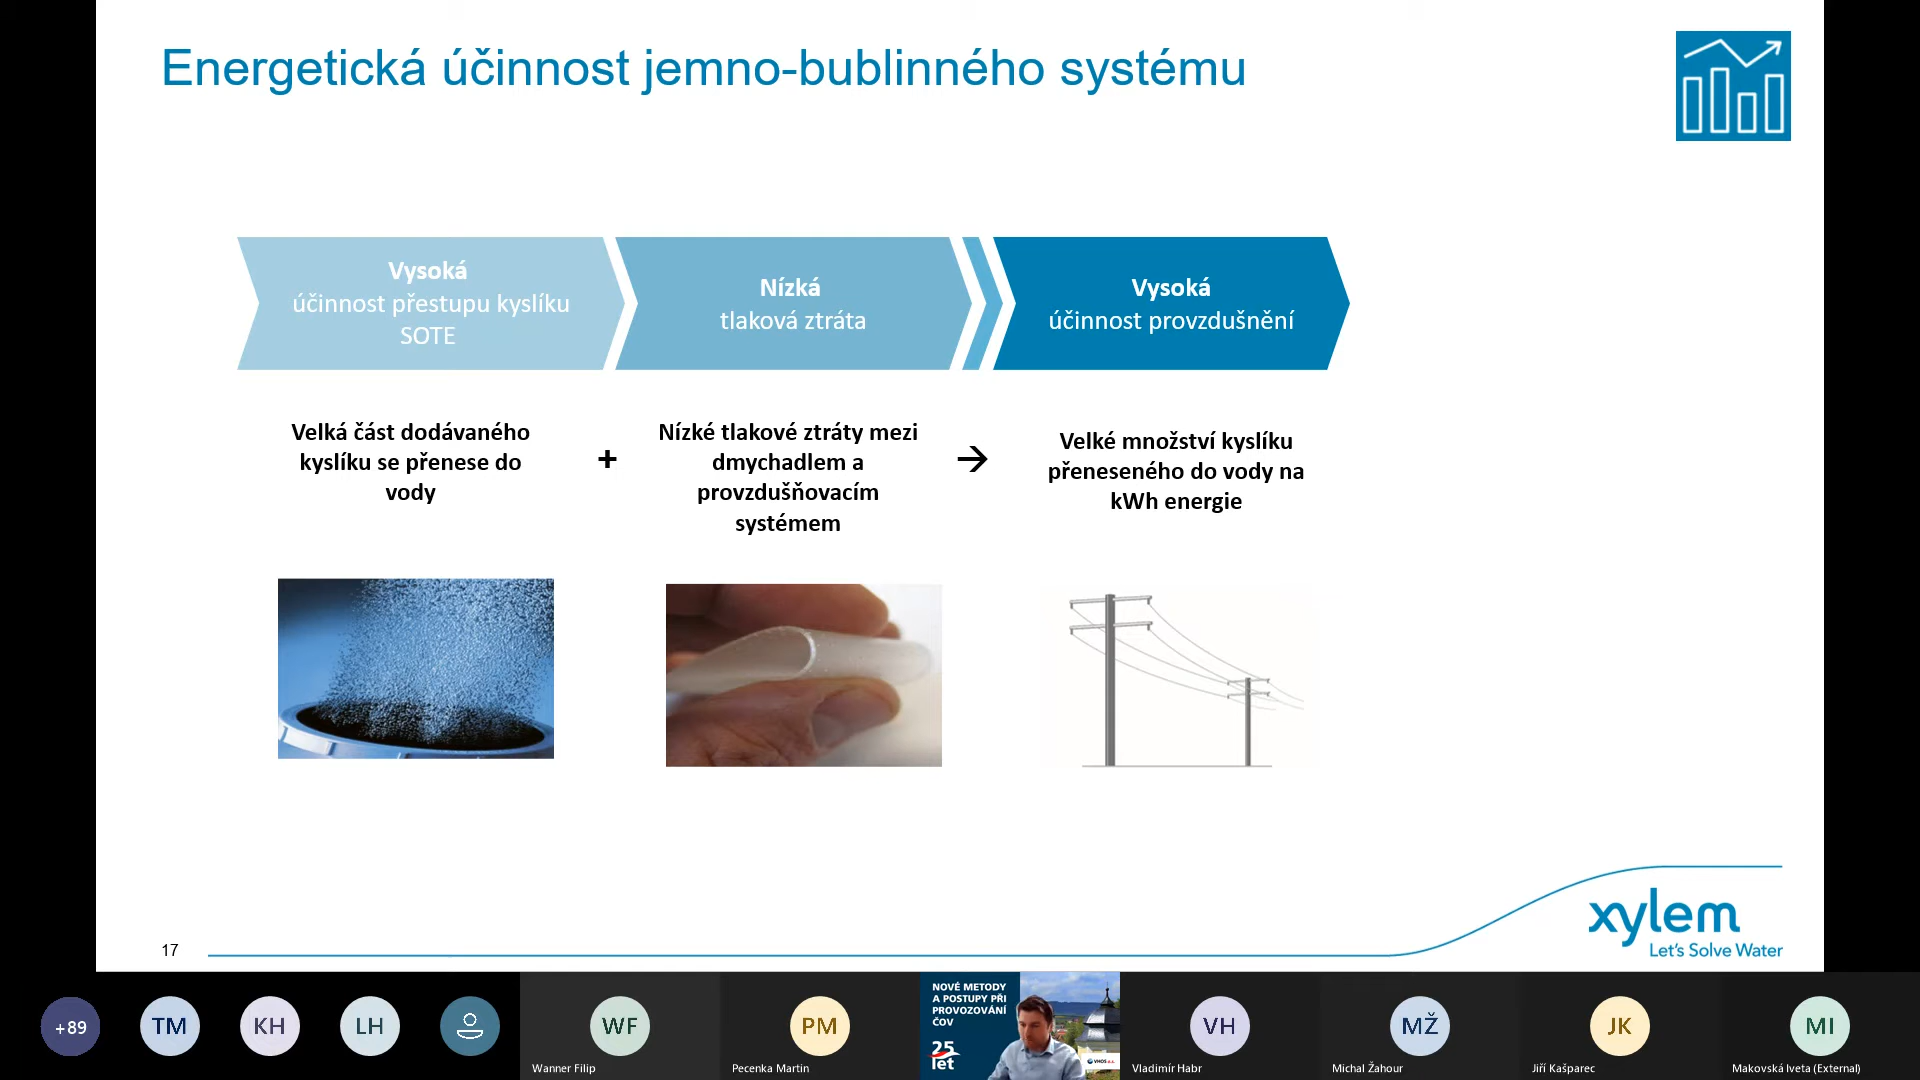 Energetická účinnost jemno-bublinného systému
Vysoká
účinnost přestupu kyslíku
SOTE
Nízká
tlaková ztráta
Vysoká
účinnost provzdušnění
Velká část dodávaného
kyslíku se přenese do
vody
+
Nízké tlakové ztráty mezi
dmychadlem a
provzdušňovacím
systémem
→
Velké množství kyslíku
přeneseného do vody na
kWh energie
17
xylem
Let's Solve Water
+89
TM
KH
LH
WF
Wanner Filip
PM
Pecenka Martin
NOVÉ METODY
A POSTUPY PŘI
PROVOZOVÁNÍ
ČOV
25
let
VHOS a.s.
VH
Vladimír Habr
MŽ
Michal Žahour
JK
Jiří Kašparec
MI
Makovská Iveta (External)